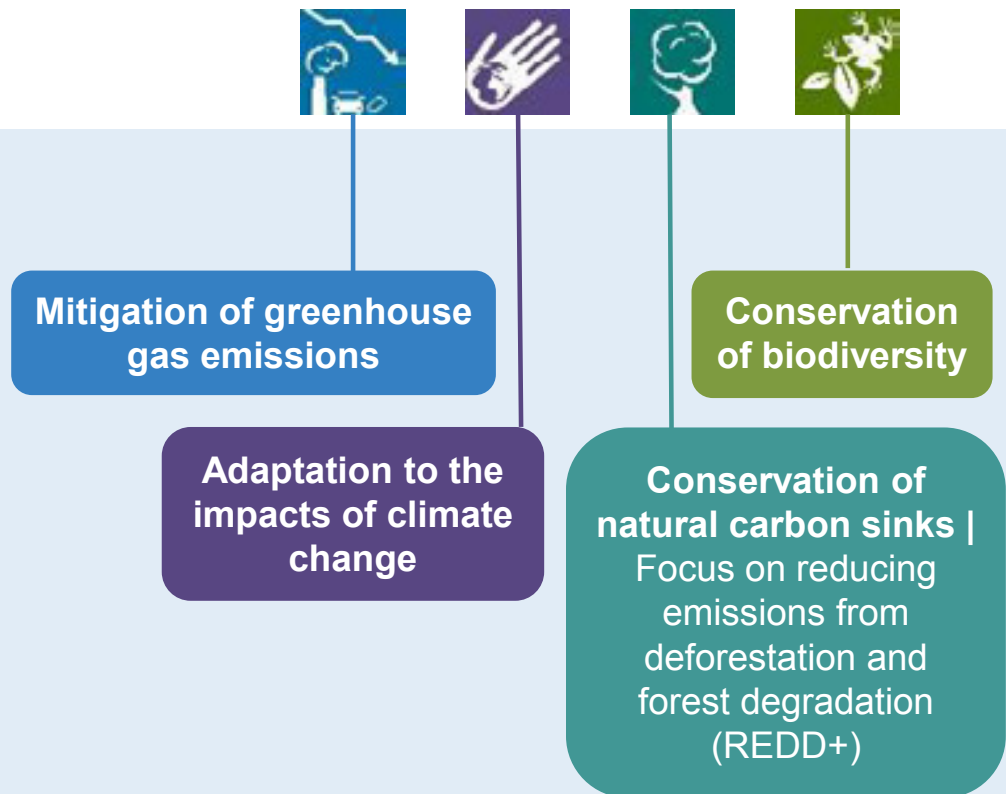 Mitigation of greenhouse
gas emissions
Adaptation to the
impacts of climate
change
Conservation of
natural carbon sinks |
Focus on reducing
emissions from
deforestation and
forest degradation
(REDD+)
Conservation
of biodiversity